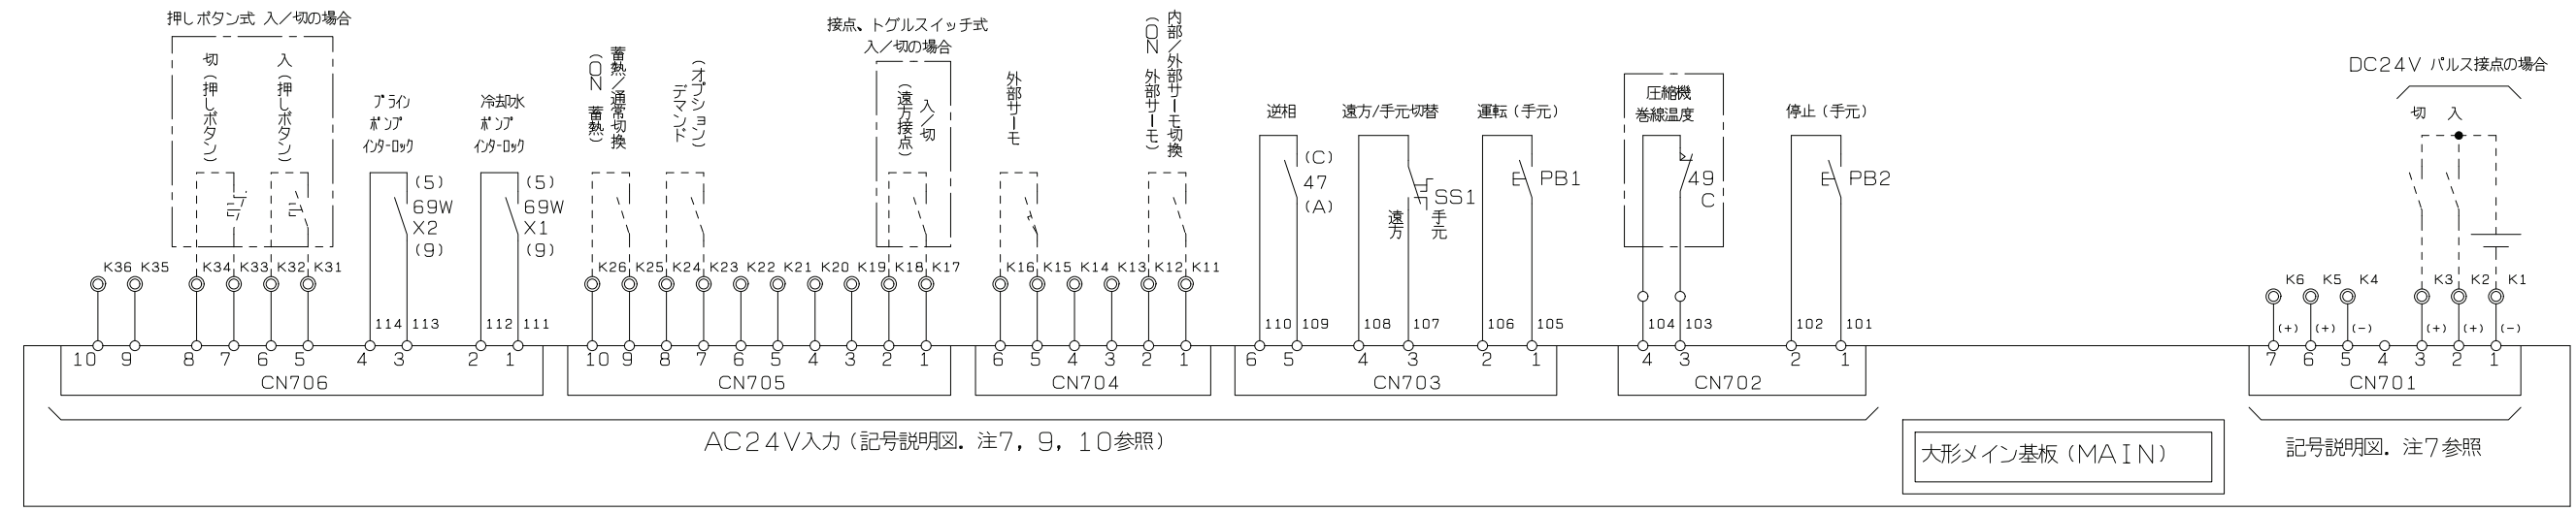 押しボタン式 入/切の場合
切(押しボタン)
入(押しボタン)
ブライン
ポンプ
インターロック
冷却水
ポンプ
インターロック
蓄熱/通常切換
(ON 蓄熱)
(オプション)
デマンド
接点、トグルスイッチ式
入/切の場合
入/切
(遠方接点)
外部サーモ
内部/外部サーモ切換
(ON 外部サーモ)
逆相
遠方/手元切替
運転(手元)
圧縮機
巻線温度
停止(手元)
DC24V パルス接点の場合
切 入
(5)
69W
X2
(9)
(5)
69W
X1
(9)
(C)
47
(A)
SS1
遠方
手元
PB1
49
C
PB2
K36 K35 K34 K33 K32 K31
K26 K25 K24 K23 K22 K21 K20 K19 K18 K17
K16 K15 K14 K13 K12 K11
K6 K5 K4 K3 K2 K1
114 113 112 111
110 109 108 107 106 105
104 103 102 101
(+) (+) (-) (+) (+) (-)
10 9 8 7 6 5 4 3 2 1
CN706
10 9 8 7 6 5 4 3 2 1
CN705
6 5 4 3 2 1
CN704
6 5 4 3 2 1
CN703
4 3 2 1
CN702
7 6 5 4 3 2 1
CN701
AC24V入力(記号説明図.注7,9,10参照)
大形メイン基板(MAIN)
記号説明図.注7参照